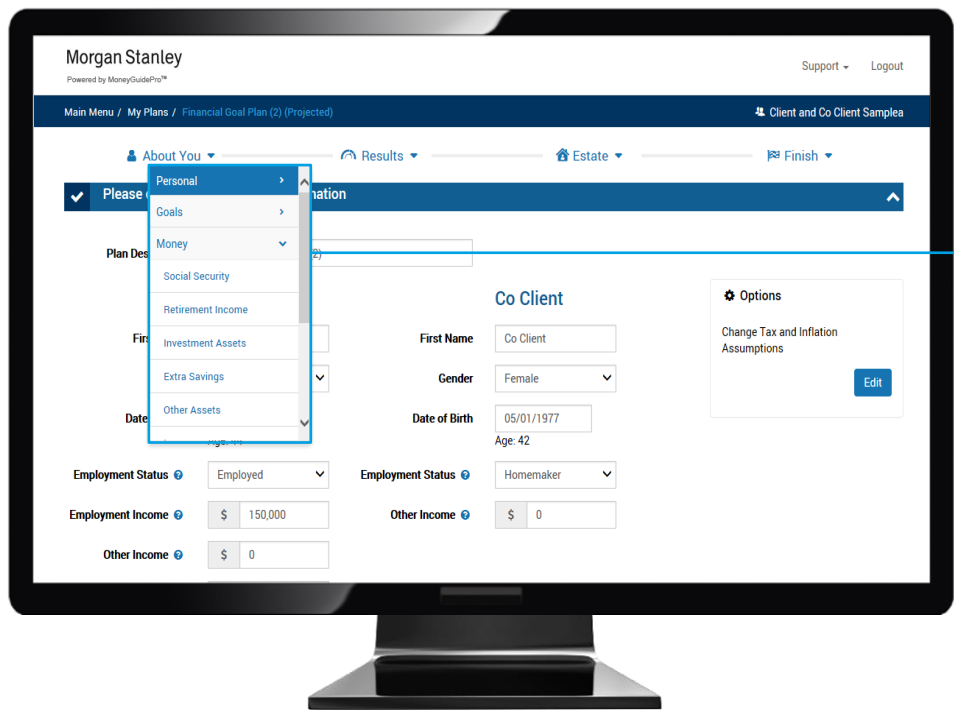 Morgan Stanley
Powered by MoneyGuidePro™
Support
Logout
Main Menu / My Plans / Financial Goal Plan (2) (Projected)
Client and Co Client Samplea
About You
Results
Estate
Finish
Please
Personal
Goals
Money
Social Security
Retirement Income
Investment Assets
Extra Savings
Other Assets
Plan
2)
Co Client
First Name Co Client
Gender Female
Date
Date of Birth 05/01/1977
Age: 42
Options
Change Tax and Inflation
Assumptions
Edit
Employment Status Employed
Employment Status Homemaker
Employment Income $ 150,000
Other Income $ 0
Other Income $ 0